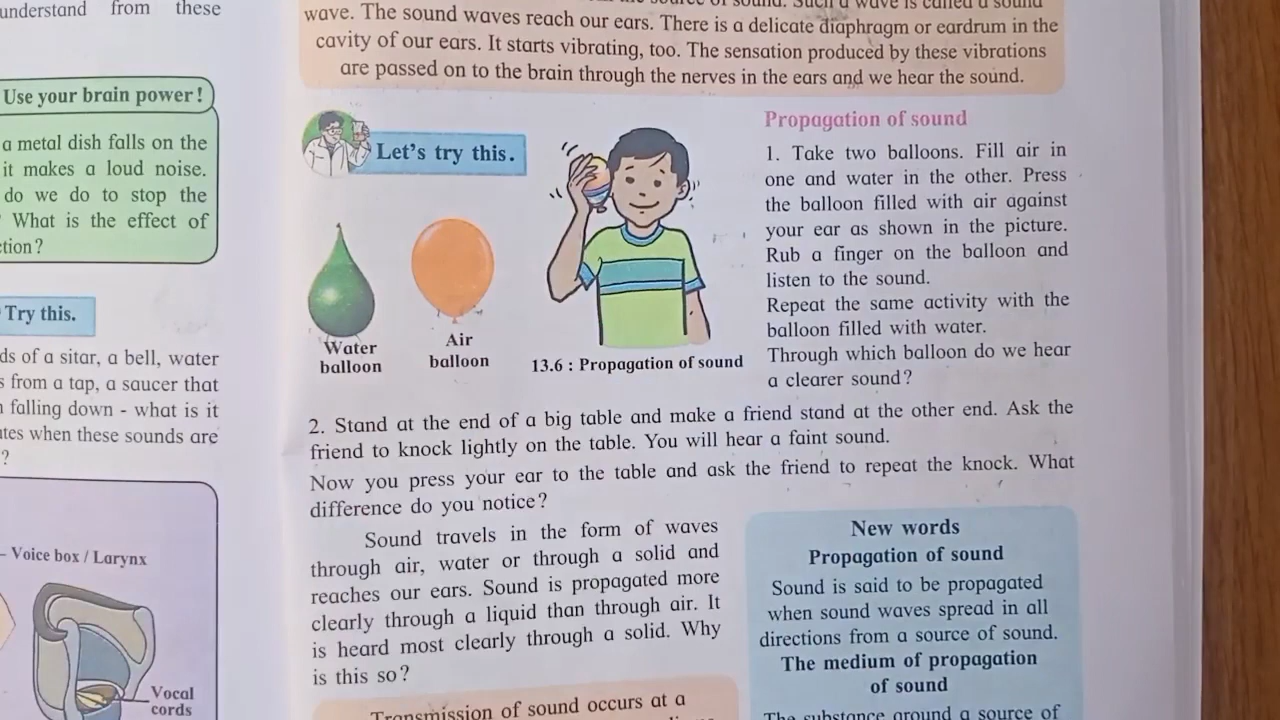 understand from these
Use your brain power!
a metal dish falls on the
it makes a loud noise.
do we do to stop the
What is the effect of
Try this.
of a sitar, a bell, water
from a tap, a saucer that
falling down - what is it
when these sounds are
?
- Voice box / Larynx
Vocal
cords
wave. The sound waves reach our ears. There is a delicate diaphragm or eardrum in the
cavity of our ears. It starts vibrating, too. The sensation produced by these vibrations
are passed on to the brain through the nerves in the ears and we hear the sound.
Let's try this.
Water
balloon
Air
balloon
13.6 : Propagation of sound
Propagation of sound
1. Take two balloons. Fill air in
one and water in the other. Press
the balloon filled with air against
your ear as shown in the picture.
Rub a finger on the balloon and
listen to the sound.
Repeat the same activity with the
balloon filled with water.
Through which balloon do we hear
a clearer sound?
2. Stand at the end of a big table and make a friend stand at the other end. Ask the
friend to knock lightly on the table. You will hear a faint sound.
Now you press your ear to the table and ask the friend to repeat the knock. What
difference do you notice?
Sound travels in the form of waves
through air, water or through a solid and
reaches our ears. Sound is propagated more
clearly through a liquid than through air. It
is heard most clearly through a solid. Why
is this so?
Transmission of sound occurs at a
New words
Propagation of sound
Sound is said to be propagated
when sound waves spread in all
directions from a source of sound.
The medium of propagation
of sound
The substance around a source of